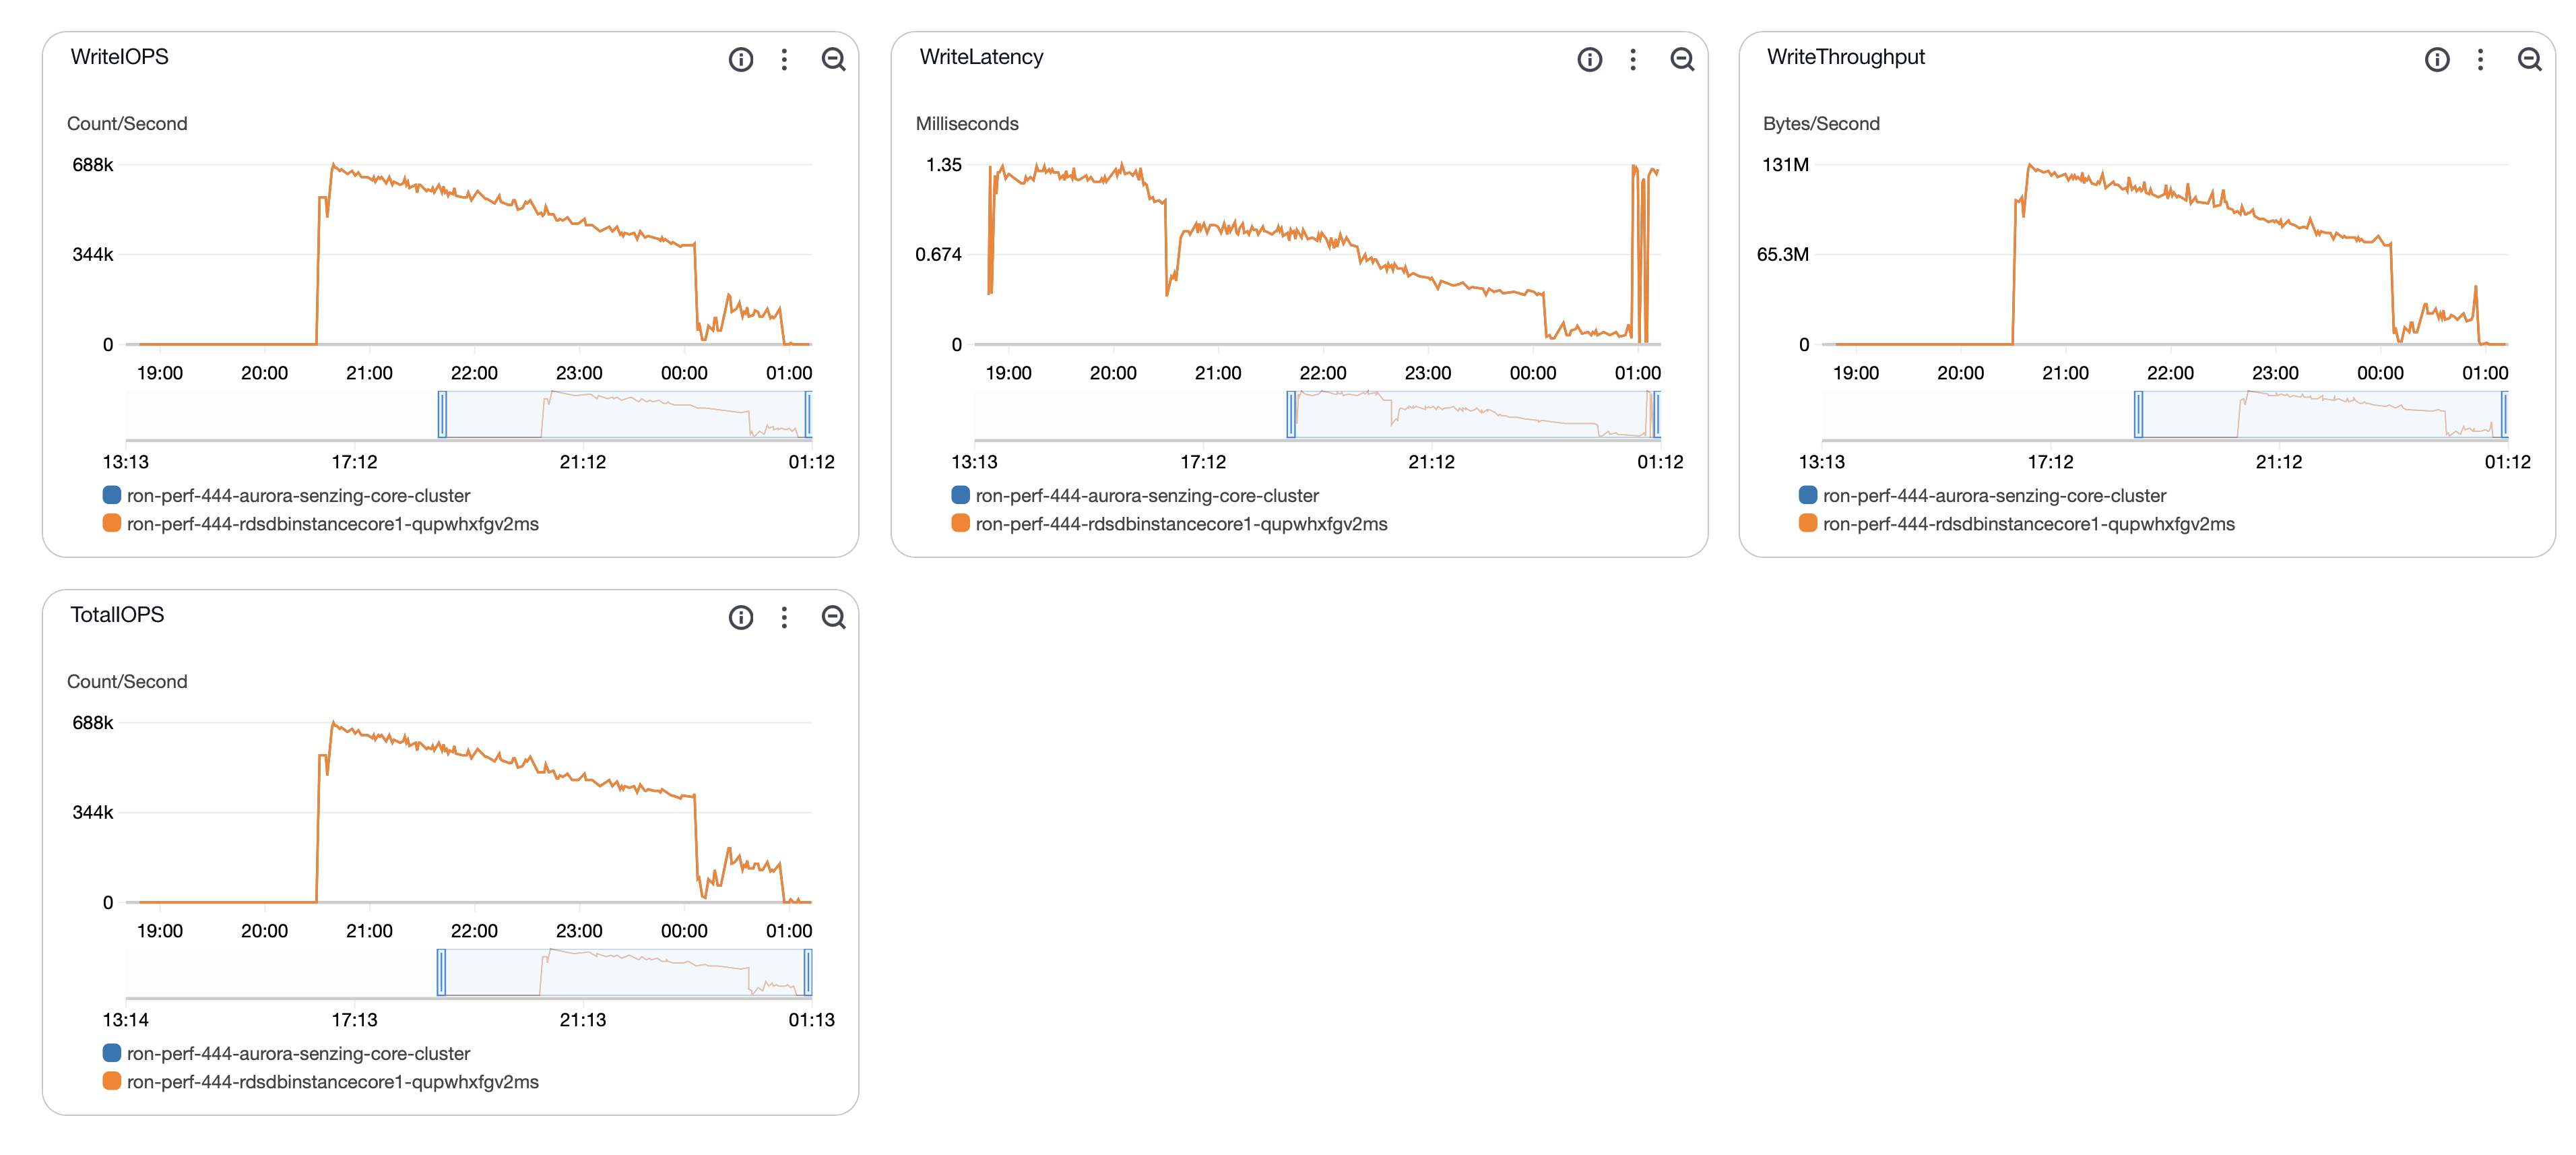 WriteIOPS
Count/Second
688k
344k
0
19:00 20:00 21:00 22:00 23:00 00:00 01:00
13:13 17:12 21:12 01:12
ron-perf-444-aurora-senzing-core-cluster
ron-perf-444-rdsdbinstancecore1-qupwhxfgv2ms
WriteLatency
Milliseconds
1.35
0.674
0
19:00 20:00 21:00 22:00 23:00 00:00 01:00
13:13 17:12 21:12 01:12
ron-perf-444-aurora-senzing-core-cluster
ron-perf-444-rdsdbinstancecore1-qupwhxfgv2ms
WriteThroughput
Bytes/Second
131M
65.3M
0
19:00 20:00 21:00 22:00 23:00 00:00 01:00
13:13 17:12 21:12 01:12
ron-perf-444-aurora-senzing-core-cluster
ron-perf-444-rdsdbinstancecore1-qupwhxfgv2ms
TotalIOPS
Count/Second
688k
344k
0
19:00 20:00 21:00 22:00 23:00 00:00 01:00
13:14 17:13 21:13 01:13
ron-perf-444-aurora-senzing-core-cluster
ron-perf-444-rdsdbinstancecore1-qupwhxfgv2ms